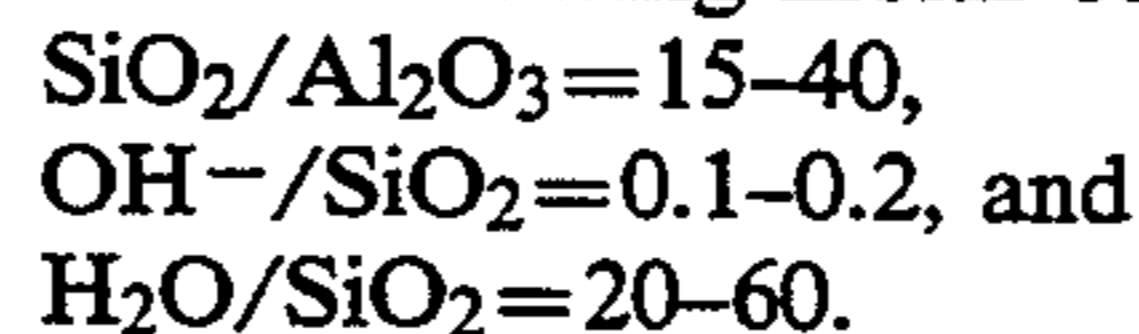 SiO₂/Al₂O₃=15–40,
OH⁻/SiO₂=0.1–0.2, and
H₂O/SiO₂=20–60.